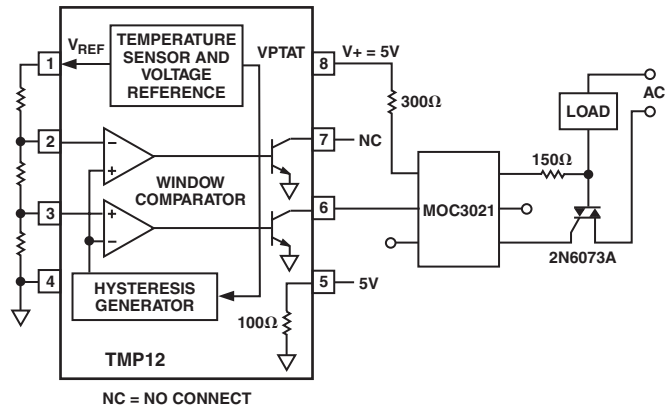 V+ = 5V
VREF
TEMPERATURE
SENSOR AND
VOLTAGE
REFERENCE
VPTAT
1
8
300Ω
AC
LOAD
2
7
NC
150Ω
WINDOW
COMPARATOR
MOC3021
3
6
2N6073A
4
HYSTERESIS
GENERATOR
5
5V
100Ω
TMP12
NC = NO CONNECT
−
+
+
−